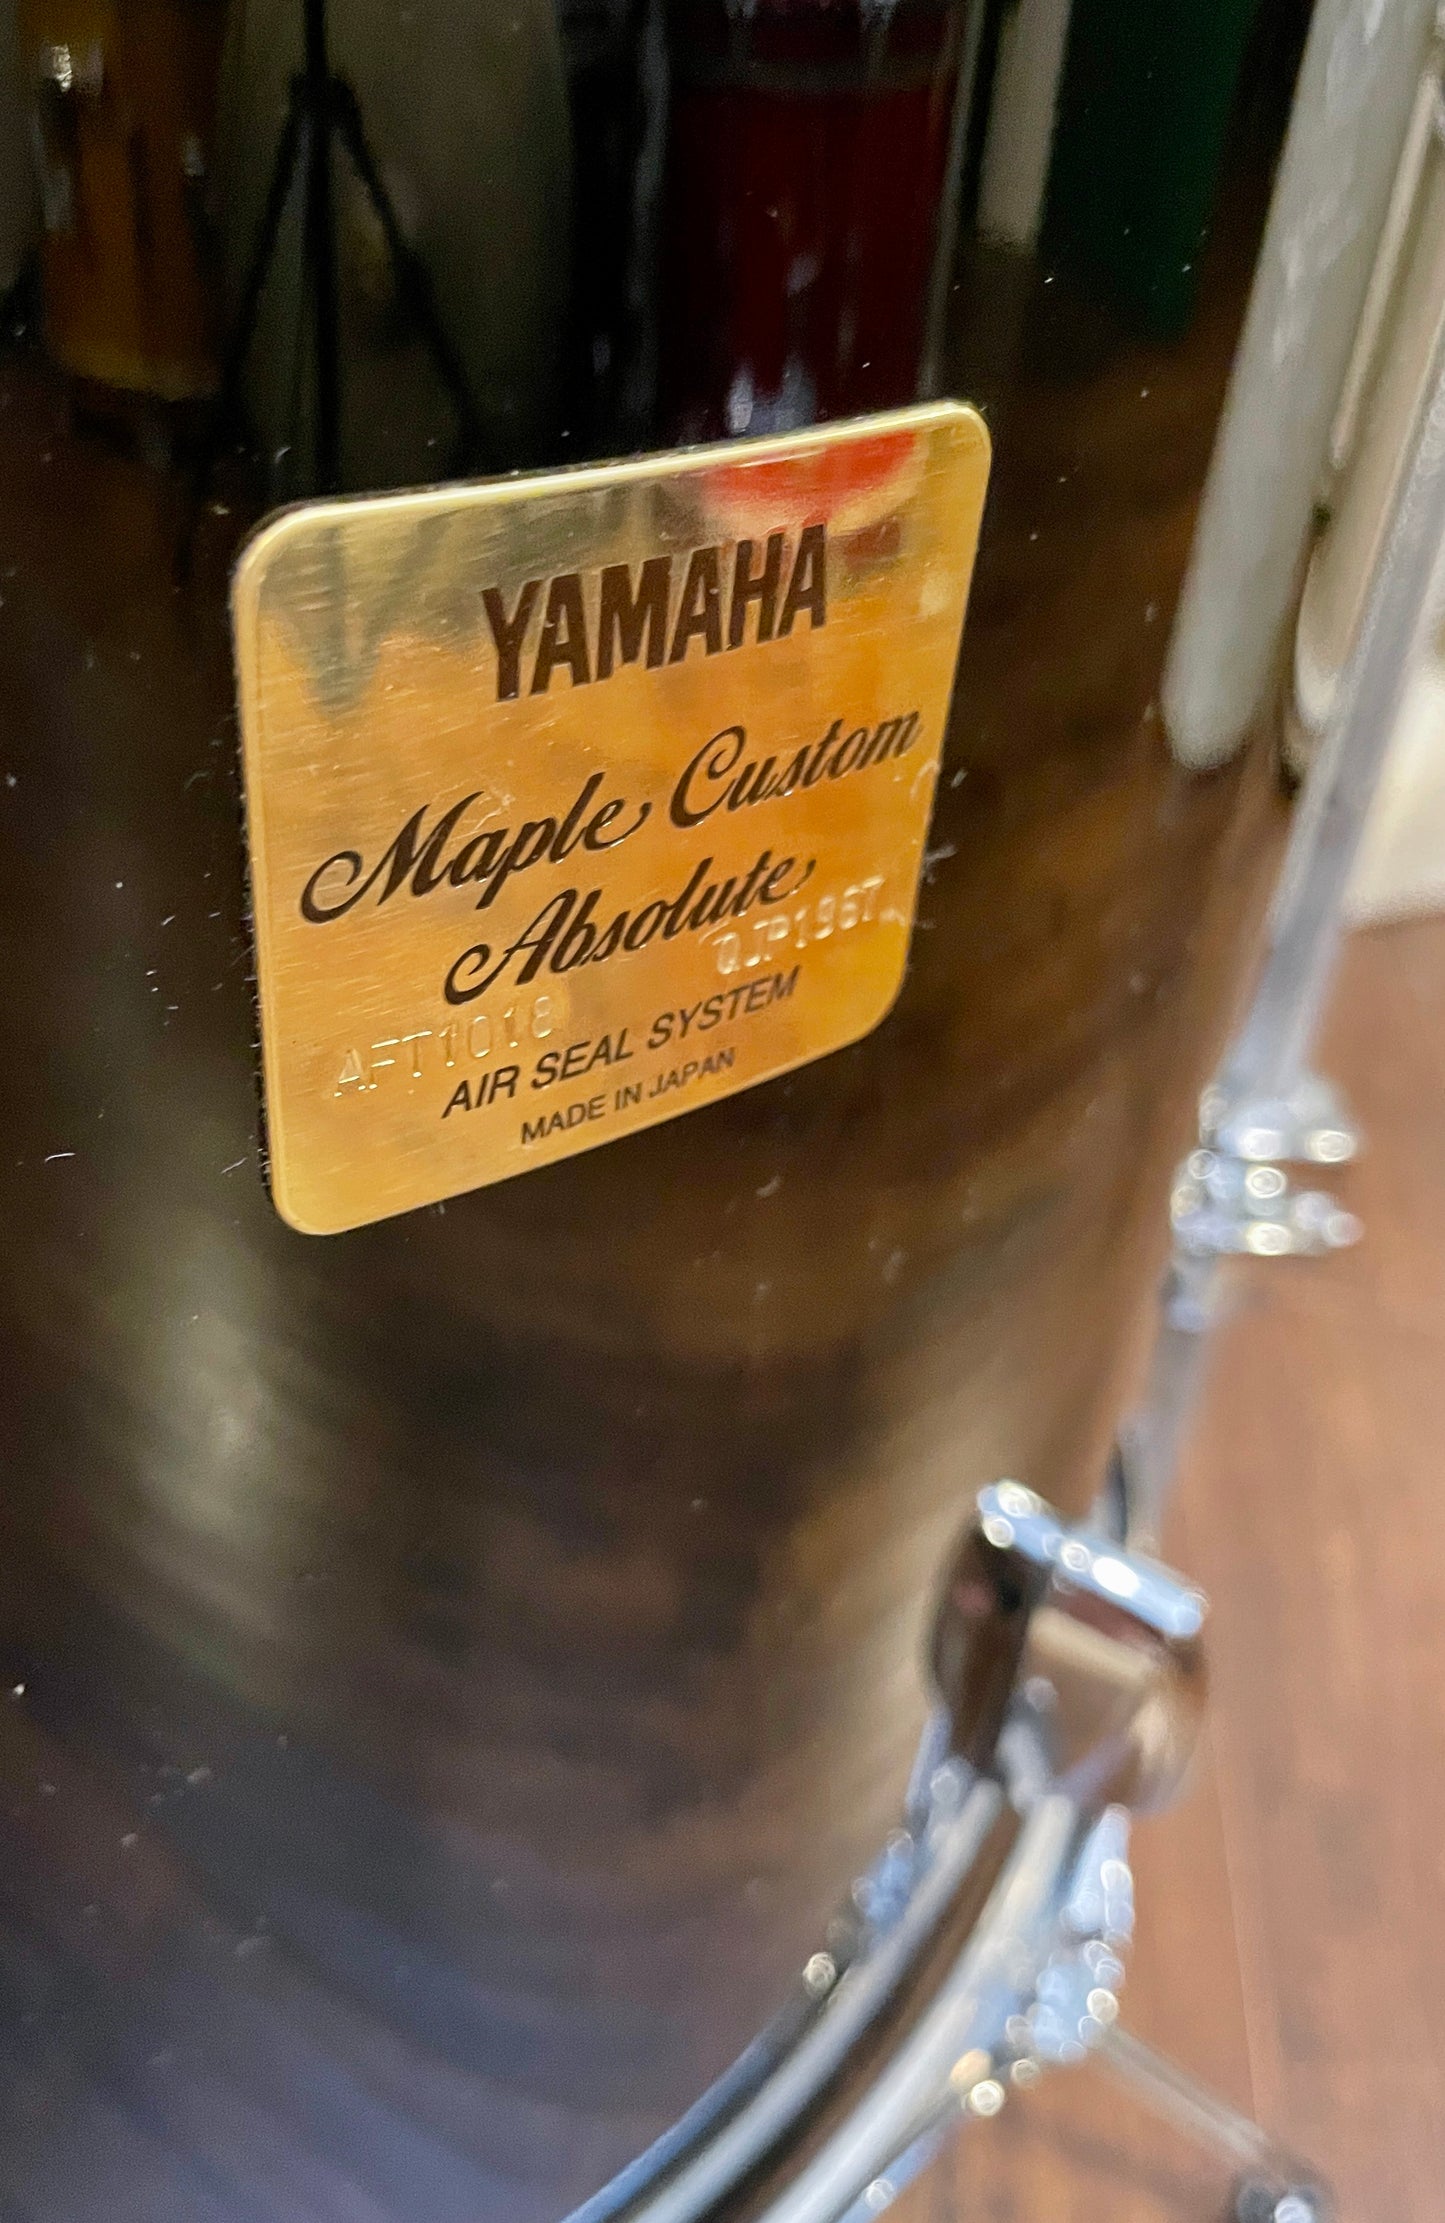 YAMAHA
Maple Custom
Absolute
QJP1967
AFT1018
AIR SEAL SYSTEM
MADE IN JAPAN